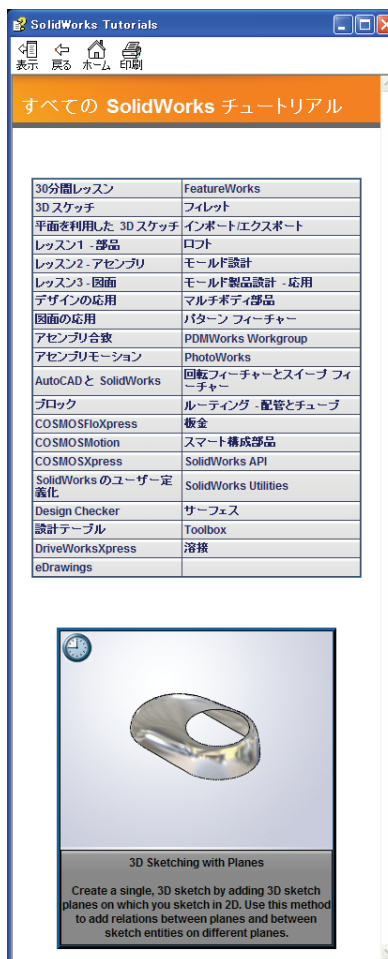 SolidWorks Tutorials
表示 戻る ホーム 印刷
すべての SolidWorks チュートリアル
30分間レッスン FeatureWorks
3D スケッチ フィレット
平面を利用した 3D スケッチ インポート/エクスポート
レッスン1 - 部品 ロフト
レッスン2 - アセンブリ モールド設計
レッスン3 - 図面 モールド製品設計 - 応用
デザインの応用 マルチボディ部品
図面の応用 パターン フィーチャー
アセンブリ合致 PDMWorks Workgroup
アセンブリモーション PhotoWorks
AutoCAD と SolidWorks 回転フィーチャーとスイープ フィ
ーチャー
ブロック ルーティング - 配管とチューブ
COSMOSFloXpress 板金
COSMOSMotion スマート構成部品
COSMOSXpress SolidWorks API
SolidWorks のユーザー定
義化 SolidWorks Utilities
Design Checker サーフェス
設計テーブル Toolbox
DriveWorksXpress 溶接
eDrawings
3D Sketching with Planes
Create a single, 3D sketch by adding 3D sketch
planes on which you sketch in 2D. Use this method
to add relations between planes and between
sketch entities on different planes.